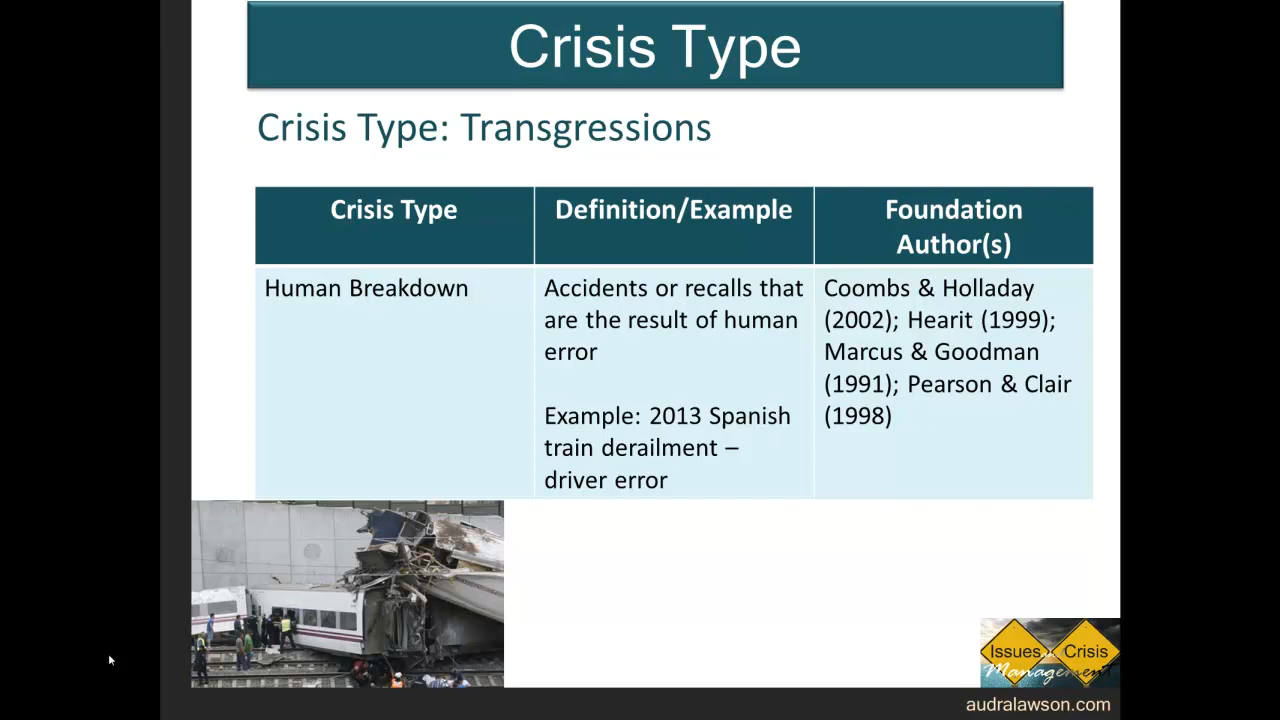 Crisis Type
Crisis Type: Transgressions
Crisis Type
Definition/Example
Foundation
Author(s)
Human Breakdown
Accidents or recalls that
are the result of human
error
Example: 2013 Spanish
train derailment –
driver error
Coombs & Holladay
(2002); Hearit (1999);
Marcus & Goodman
(1991); Pearson & Clair
(1998)
Issues in Crisis
Management
audralawson.com